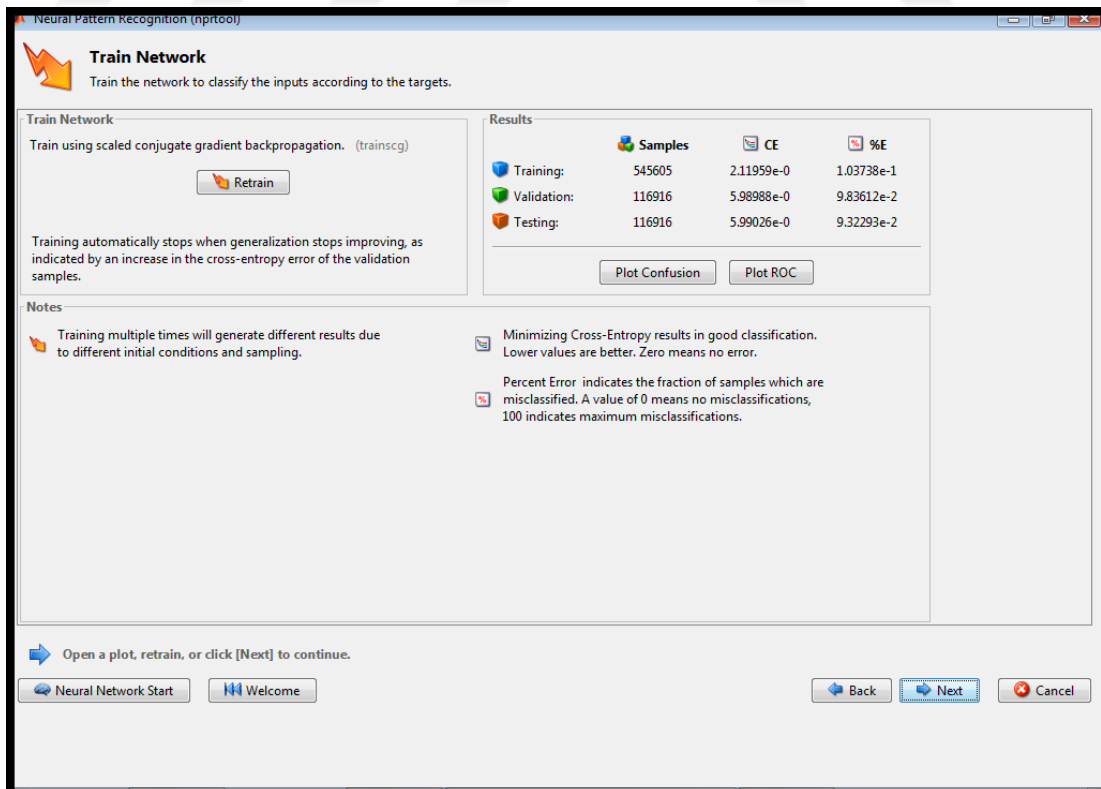 Neural Pattern Recognition (nprtool)
Train Network
Train the network to classify the inputs according to the targets.
Train Network
Train using scaled conjugate gradient backpropagation. (trainscg)
Retrain
Training automatically stops when generalization stops improving, as
indicated by an increase in the cross-entropy error of the validation
samples.
Results
Samples CE %E
Training: 545605 2.11959e-0 1.03738e-1
Validation: 116916 5.98988e-0 9.83612e-2
Testing: 116916 5.99026e-0 9.32293e-2
Plot Confusion Plot ROC
Notes
Training multiple times will generate different results due
to different initial conditions and sampling.
Minimizing Cross-Entropy results in good classification.
Lower values are better. Zero means no error.
Percent Error indicates the fraction of samples which are
misclassified. A value of 0 means no misclassifications,
100 indicates maximum misclassifications.
Open a plot, retrain, or click [Next] to continue.
Neural Network Start Welcome Back Next Cancel